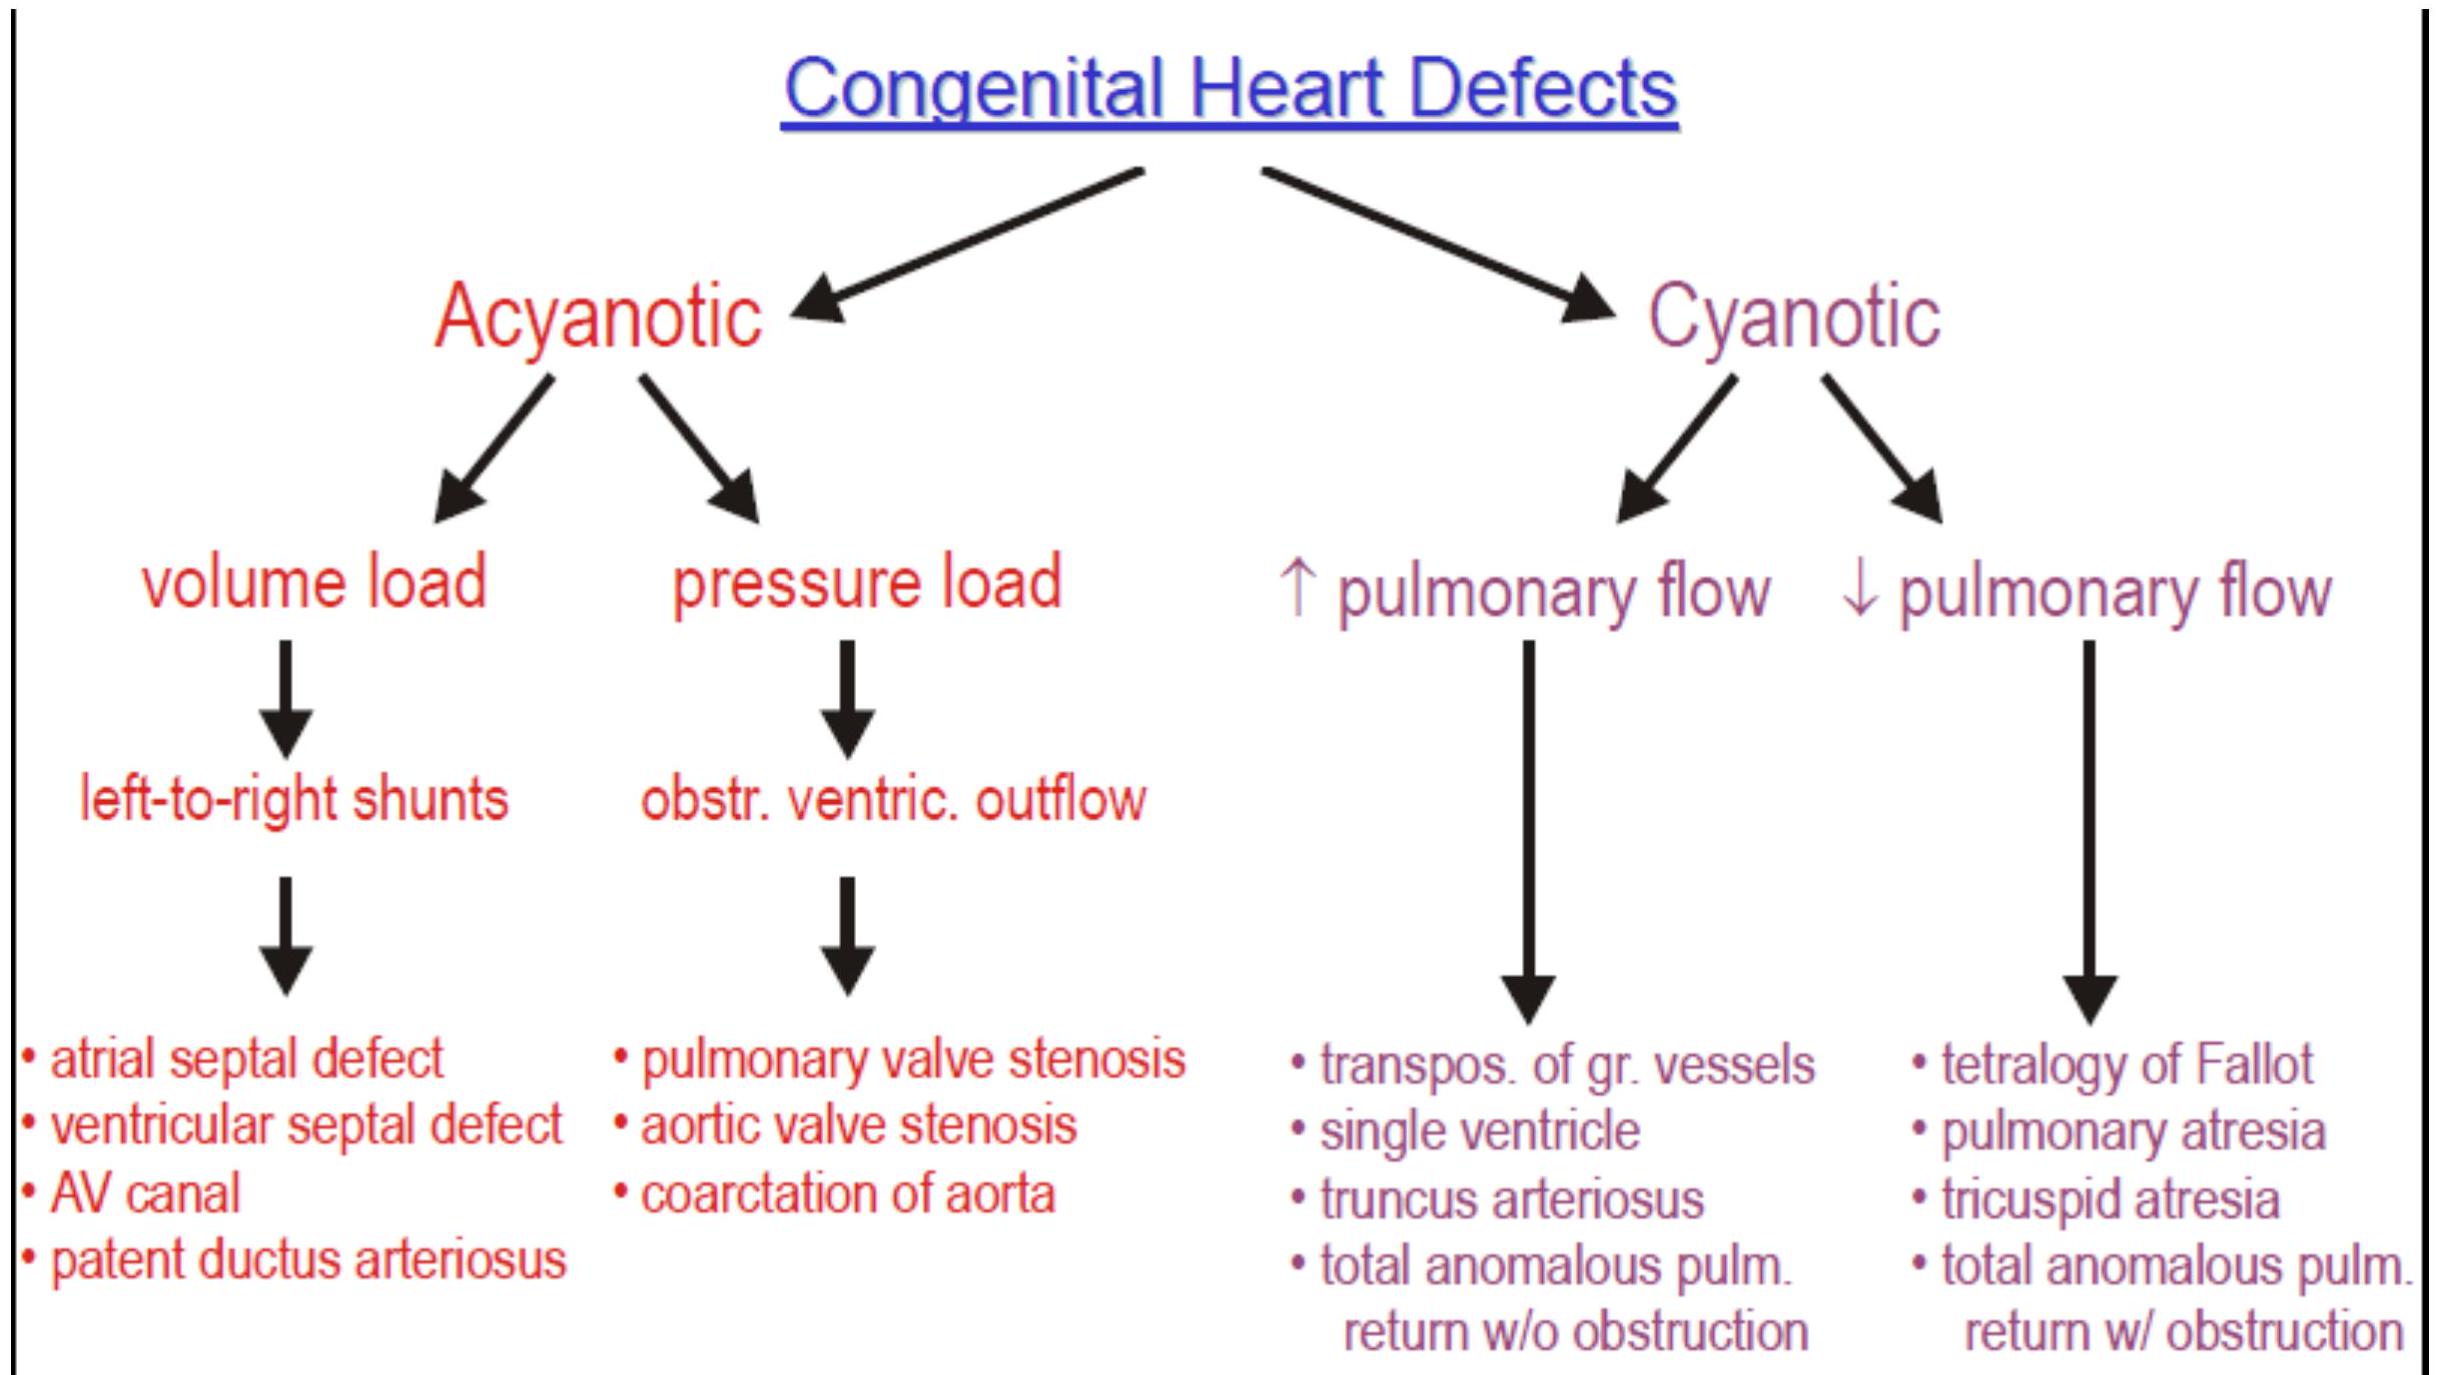 Congenital Heart Defects
Acyanotic
Cyanotic
volume load
pressure load
↑ pulmonary flow
↓ pulmonary flow
left-to-right shunts
obstr. ventric. outflow
• atrial septal defect
• ventricular septal defect
• AV canal
• patent ductus arteriosus
• pulmonary valve stenosis
• aortic valve stenosis
• coarctation of aorta
• transpos. of gr. vessels
• single ventricle
• truncus arteriosus
• total anomalous pulm.
return w/o obstruction
• tetralogy of Fallot
• pulmonary atresia
• tricuspid atresia
• total anomalous pulm.
return w/ obstruction